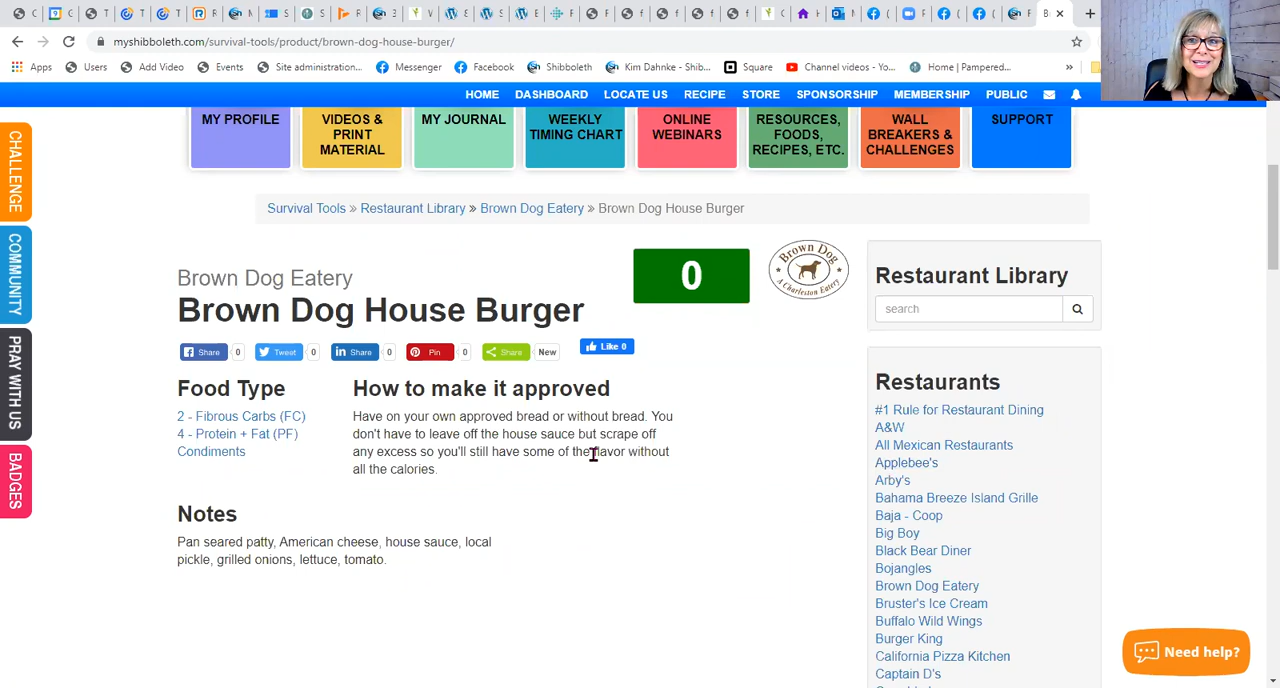 myshibboleth.com/survival-tools/product/brown-dog-house-burger/
Apps Users Add Video Events Site administration... Messenger Facebook Shibboleth Kim Dahnke - Shib... Square Channel videos - Yo... Home | Pampered... »
HOME DASHBOARD LOCATE US RECIPE STORE SPONSORSHIP MEMBERSHIP PUBLIC
MY PROFILE
VIDEOS &
PRINT
MATERIAL
MY JOURNAL
WEEKLY
TIMING CHART
ONLINE
WEBINARS
RESOURCES,
FOODS,
RECIPES, ETC.
WALL
BREAKERS &
CHALLENGES
SUPPORT
CHALLENGE
COMMUNITY
PRAY WITH US
BADGES
Survival Tools » Restaurant Library » Brown Dog Eatery » Brown Dog House Burger
Brown Dog Eatery
Brown Dog House Burger
0
Brown Dog
A Charleston Eatery
Share 0 Tweet 0 Share 0 Pin 0 Share New Like 0
Food Type
2 - Fibrous Carbs (FC)
4 - Protein + Fat (PF)
Condiments
How to make it approved
Have on your own approved bread or without bread. You
don't have to leave off the house sauce but scrape off
any excess so you'll still have some of the flavor without
all the calories.
Notes
Pan seared patty, American cheese, house sauce, local
pickle, grilled onions, lettuce, tomato.
Restaurant Library
search
Restaurants
#1 Rule for Restaurant Dining
A&W
All Mexican Restaurants
Applebee's
Arby's
Bahama Breeze Island Grille
Baja - Coop
Big Boy
Black Bear Diner
Bojangles
Brown Dog Eatery
Bruster's Ice Cream
Buffalo Wild Wings
Burger King
California Pizza Kitchen
Captain D's
Need help?